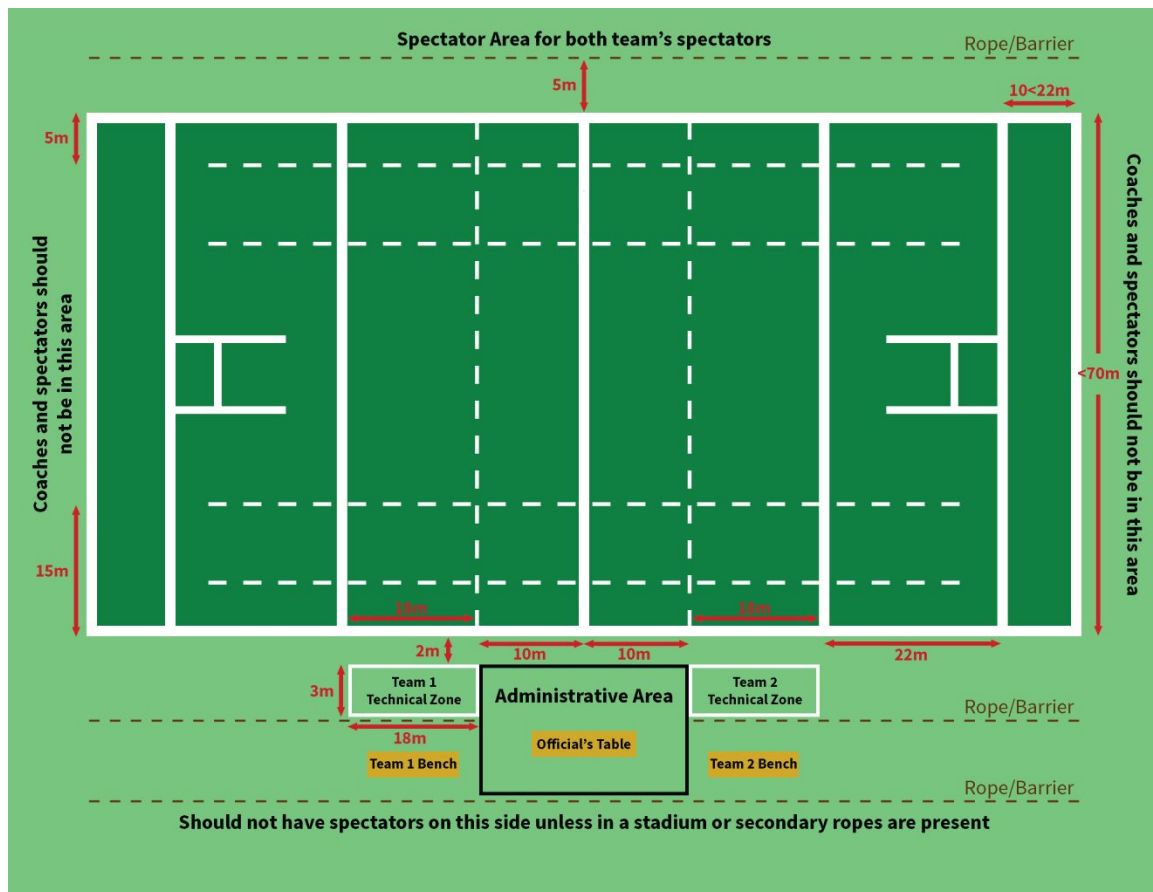 Spectator Area for both team's spectators
Rope/Barrier
5m
10<22m
5m
Coaches and spectators should
not be in this area
Coaches and spectators should not be in this area
<70m
15m
18m
18m
2m
10m
10m
22m
3m
Team 1
Technical Zone
Administrative Area
Team 2
Technical Zone
Rope/Barrier
18m
Official's Table
Team 1 Bench
Team 2 Bench
Rope/Barrier
Should not have spectators on this side unless in a stadium or secondary ropes are present